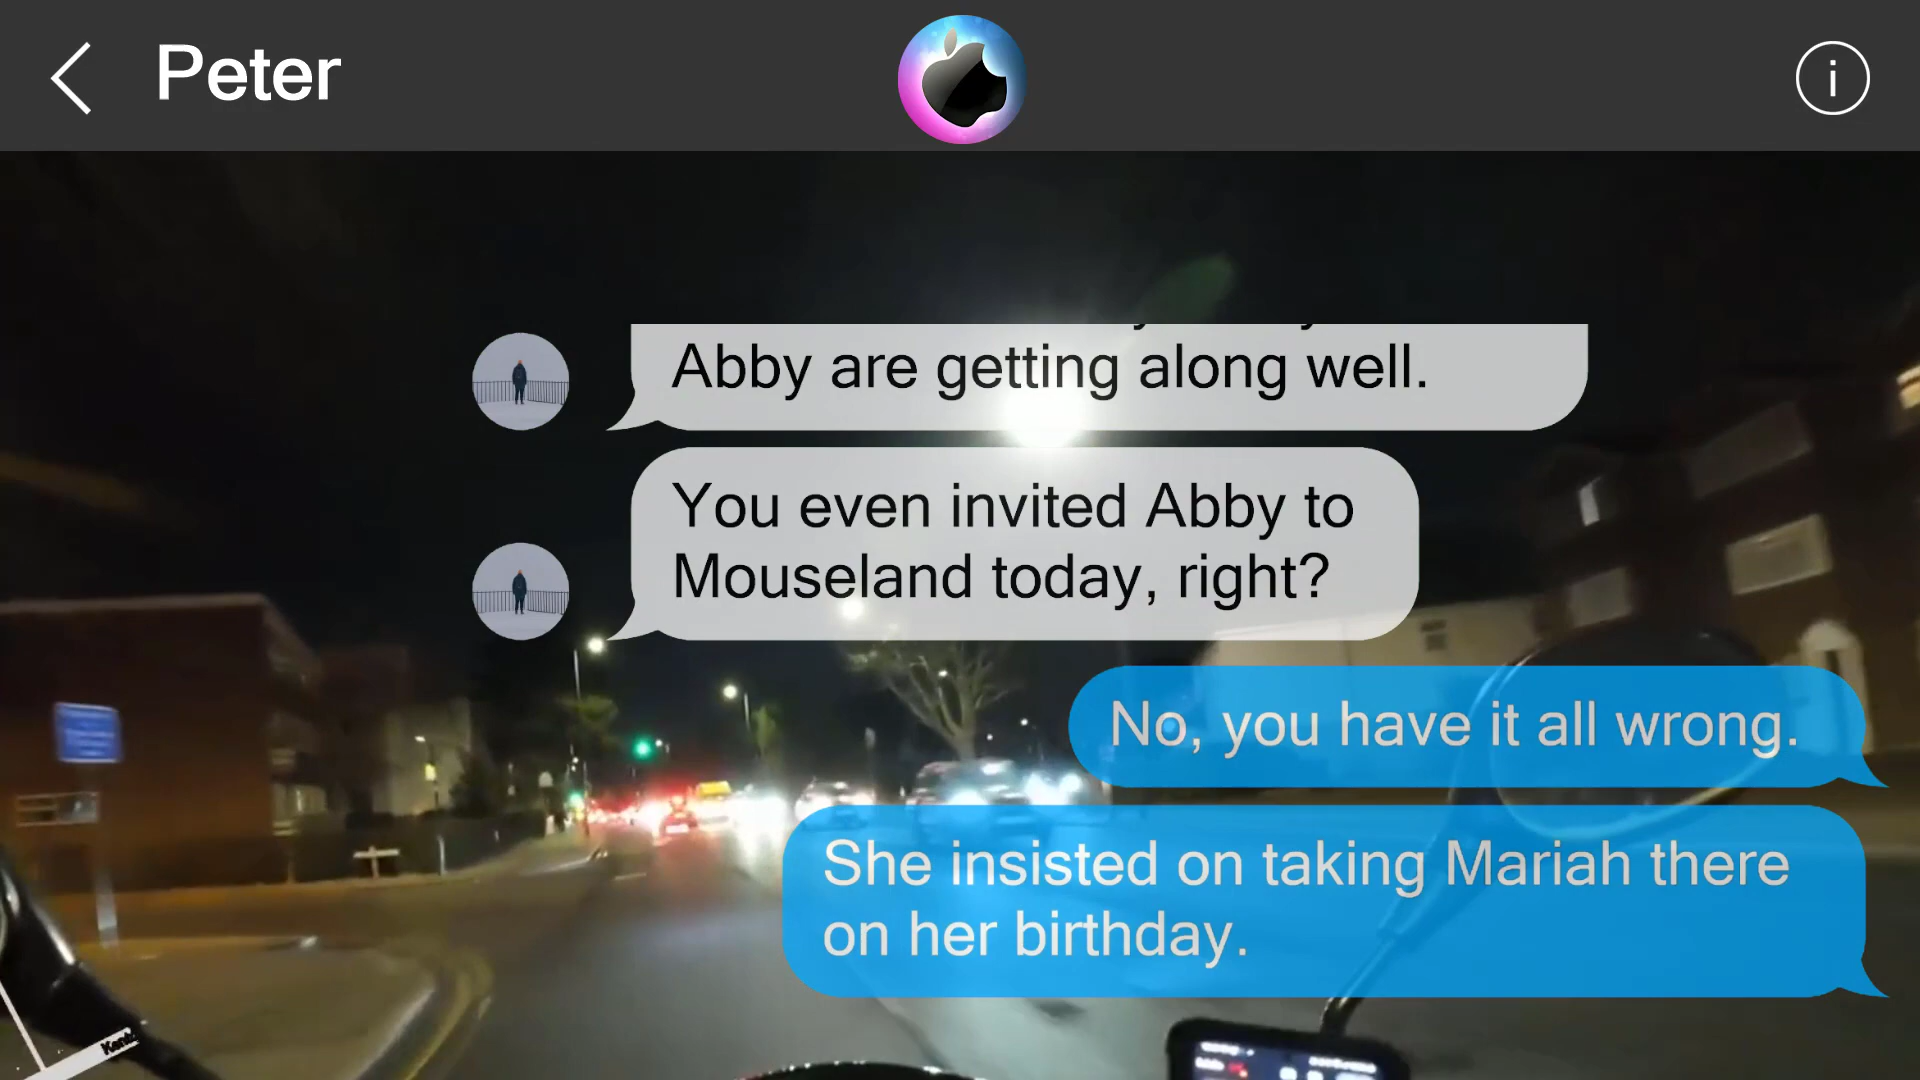 Peter
Abby are getting along well.
You even invited Abby to
Mouseland today, right?
No, you have it all wrong.
She insisted on taking Mariah there
on her birthday.